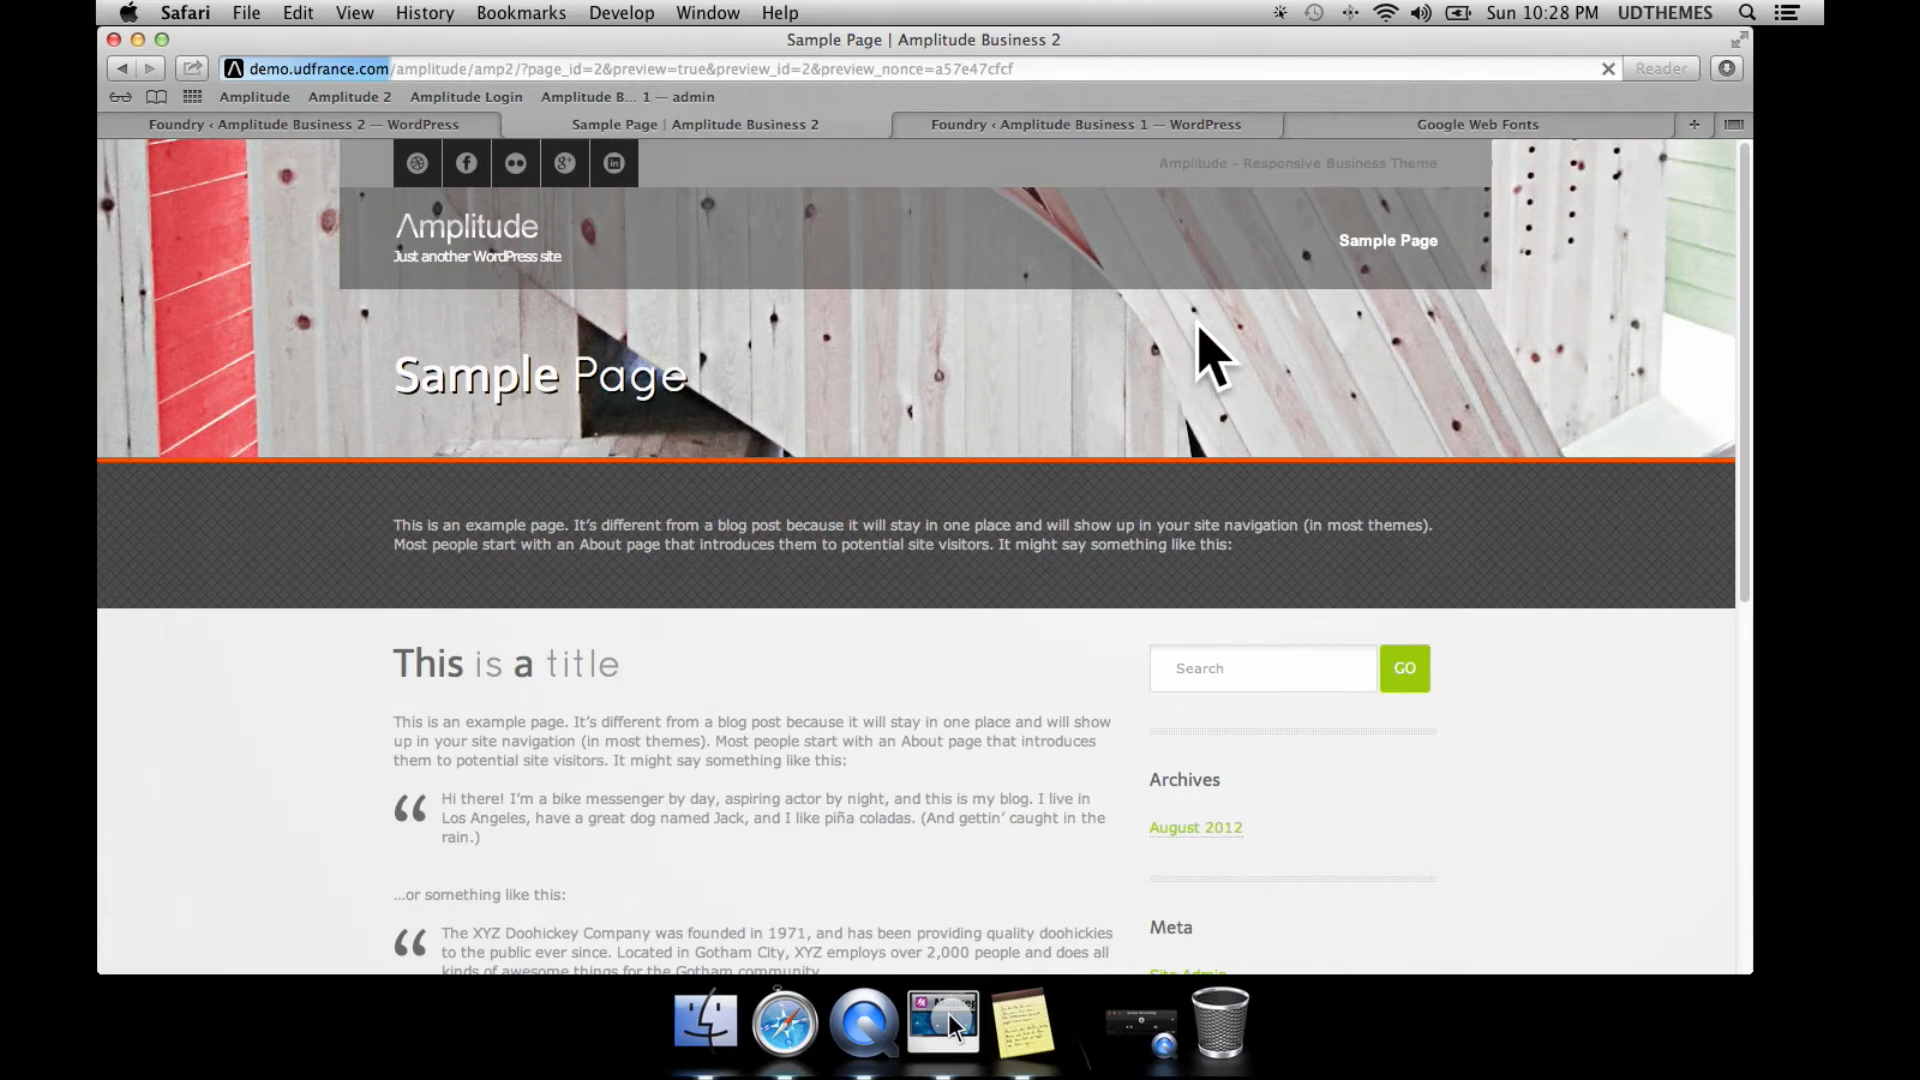 Safari File Edit View History Bookmarks Develop Window Help Sun 10:28 PM UDTHEMES
Sample Page | Amplitude Business 2
demo.udfrance.com/amplitude/amp2/?page_id=2&preview=true&preview_id=2&preview_nonce=a57e47cfcf Reader
Amplitude Amplitude 2 Amplitude Login Amplitude B... 1 — admin
Foundry ‹ Amplitude Business 2 — WordPress Sample Page | Amplitude Business 2 Foundry ‹ Amplitude Business 1 — WordPress Google Web Fonts
Amplitude - Responsive Business Theme
Amplitude
Just another WordPress site
Sample Page
Sample Page
This is an example page. It's different from a blog post because it will stay in one place and will show up in your site navigation (in most themes).
Most people start with an About page that introduces them to potential site visitors. It might say something like this:
This is a title
This is an example page. It's different from a blog post because it will stay in one place and will show
up in your site navigation (in most themes). Most people start with an About page that introduces
them to potential site visitors. It might say something like this:
“ Hi there! I'm a bike messenger by day, aspiring actor by night, and this is my blog. I live in
Los Angeles, have a great dog named Jack, and I like piña coladas. (And gettin' caught in the
rain.)
...or something like this:
“ The XYZ Doohickey Company was founded in 1971, and has been providing quality doohickies
to the public ever since. Located in Gotham City, XYZ employs over 2,000 people and does all
kinds of awesome things for the Gotham community.
Search GO
Archives
August 2012
Meta
Site Admin